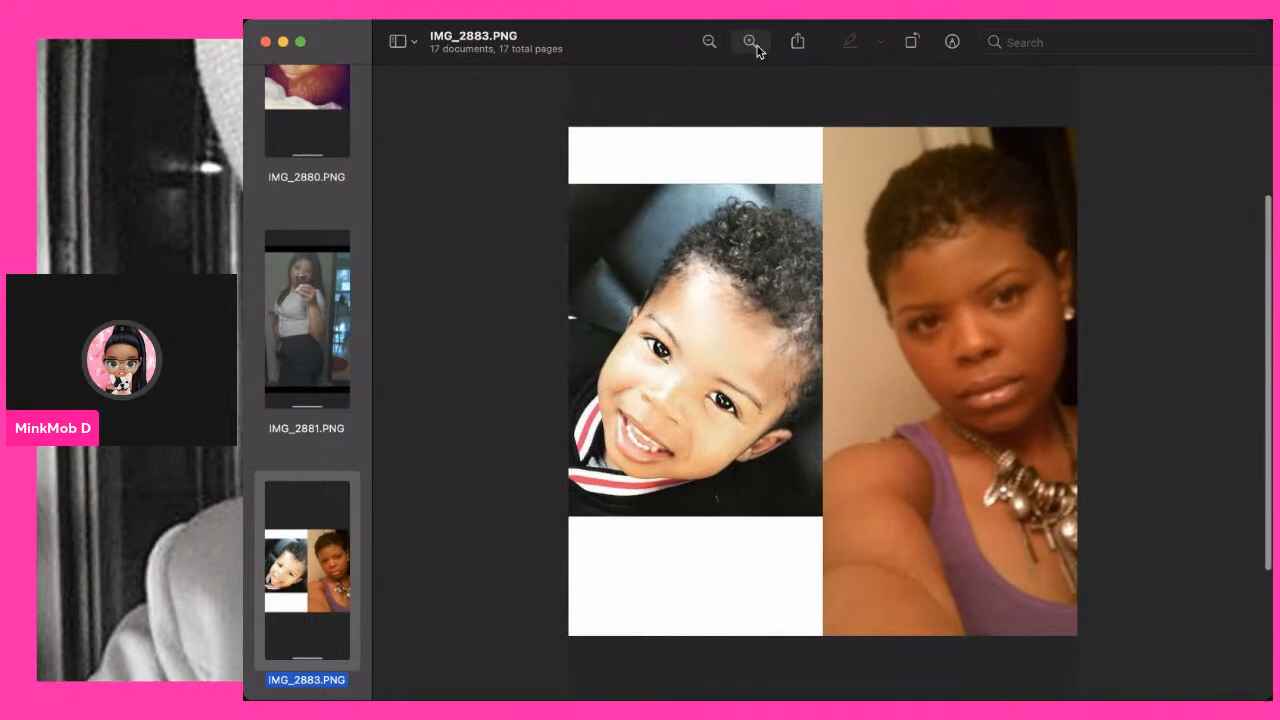 IMG_2883.PNG
17 documents, 17 total pages
Search
IMG_2880.PNG
IMG_2881.PNG
MinkMob D
IMG_2883.PNG